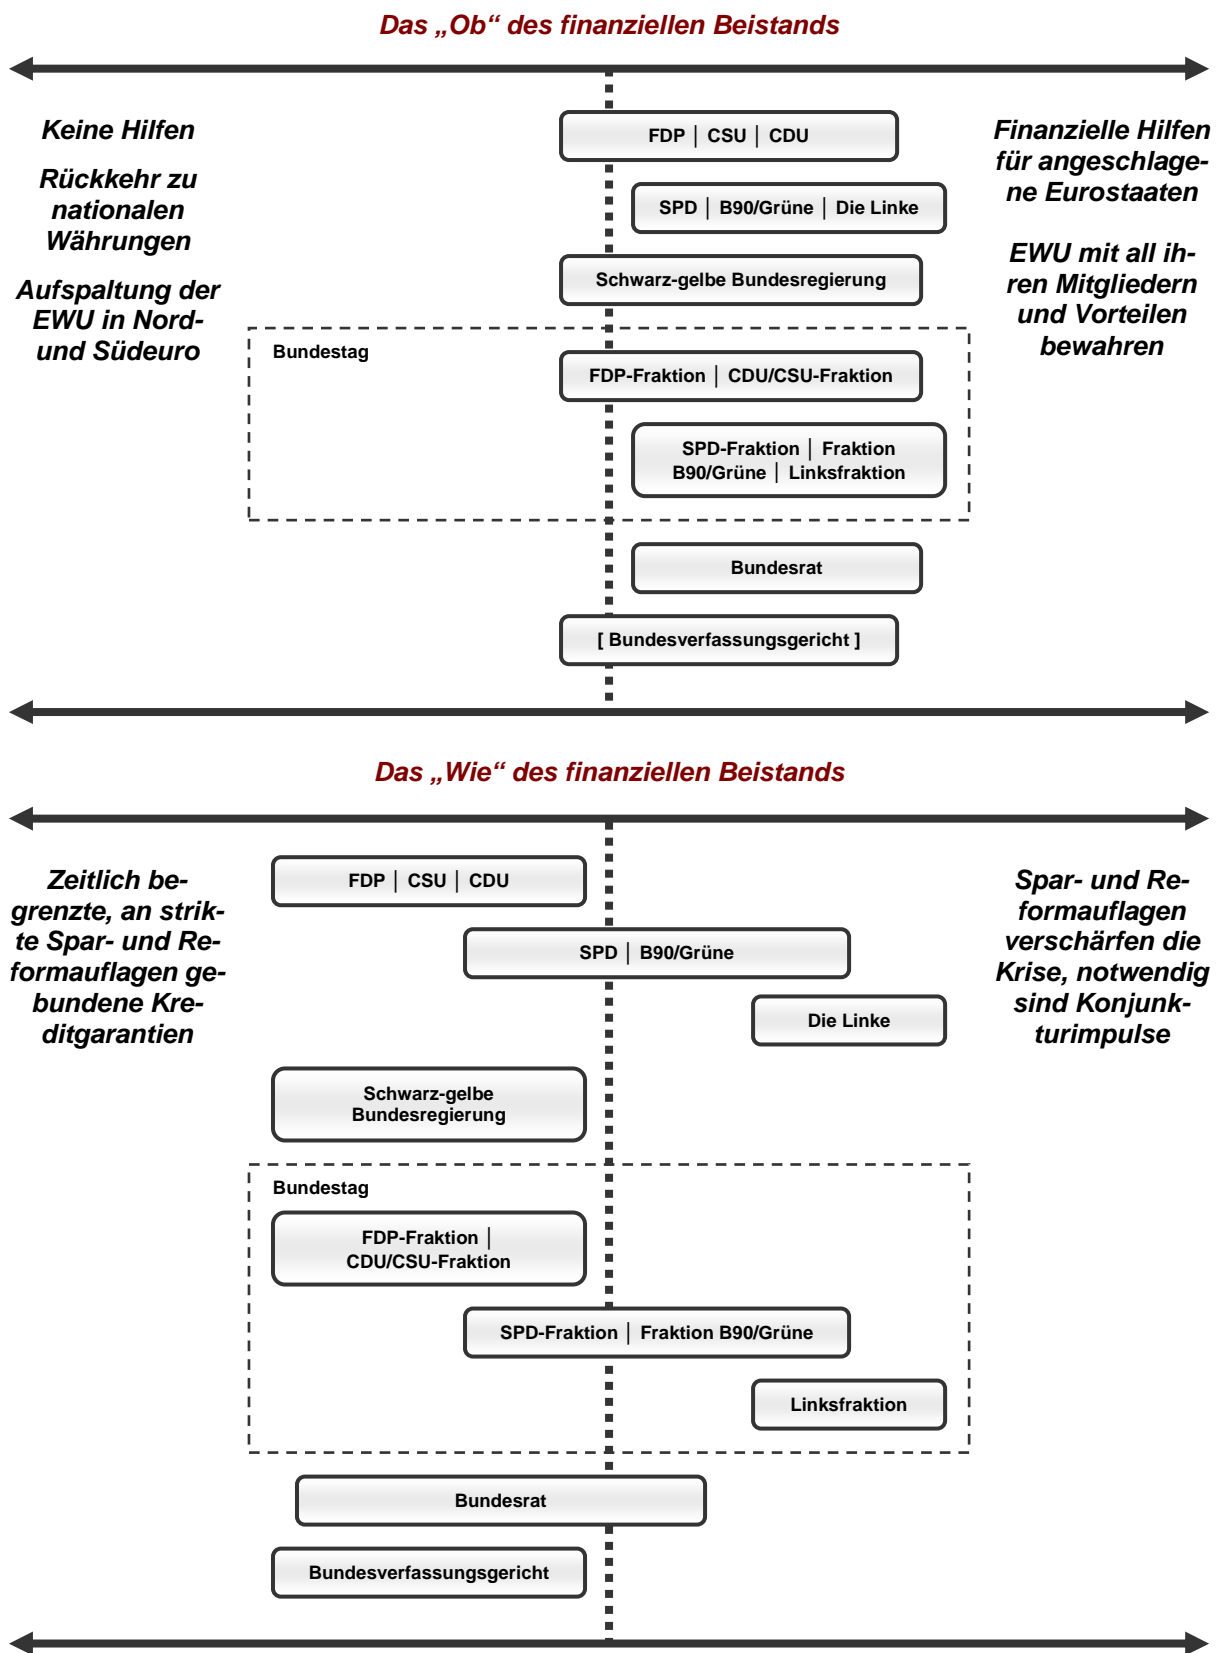 Das „Ob“ des finanziellen Beistands
Keine Hilfen
Rückkehr zu
nationalen
Währungen
Aufspaltung der
EWU in Nord-
und Südeuro
FDP | CSU | CDU
SPD | B90/Grüne | Die Linke
Schwarz-gelbe Bundesregierung
Bundestag
FDP-Fraktion | CDU/CSU-Fraktion
SPD-Fraktion | Fraktion
B90/Grüne | Linksfraktion
Bundesrat
[ Bundesverfassungsgericht ]
Finanzielle Hilfen
für angeschlage-
ne Eurostaaten
EWU mit all ih-
ren Mitgliedern
und Vorteilen
bewahren
Das „Wie“ des finanziellen Beistands
Zeitlich be-
grenzte, an strik-
te Spar- und Re-
formauflagen ge-
bundene Kre-
ditgarantien
FDP | CSU | CDU
SPD | B90/Grüne
Die Linke
Schwarz-gelbe
Bundesregierung
Bundestag
FDP-Fraktion |
CDU/CSU-Fraktion
SPD-Fraktion | Fraktion B90/Grüne
Linksfraktion
Bundesrat
Bundesverfassungsgericht
Spar- und Re-
formauflagen
verschärfen die
Krise, notwendig
sind Konjunk-
turimpulse